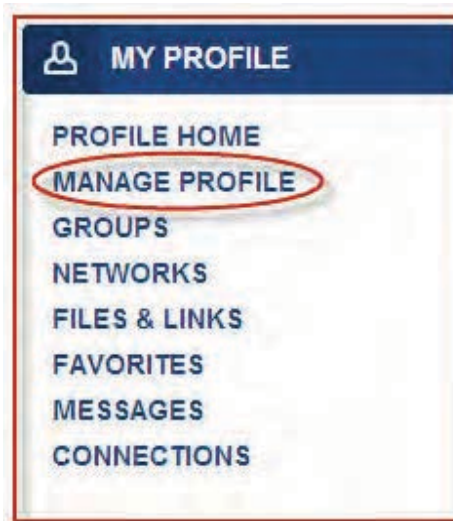 MY PROFILE
PROFILE HOME
MANAGE PROFILE
GROUPS
NETWORKS
FILES & LINKS
FAVORITES
MESSAGES
CONNECTIONS